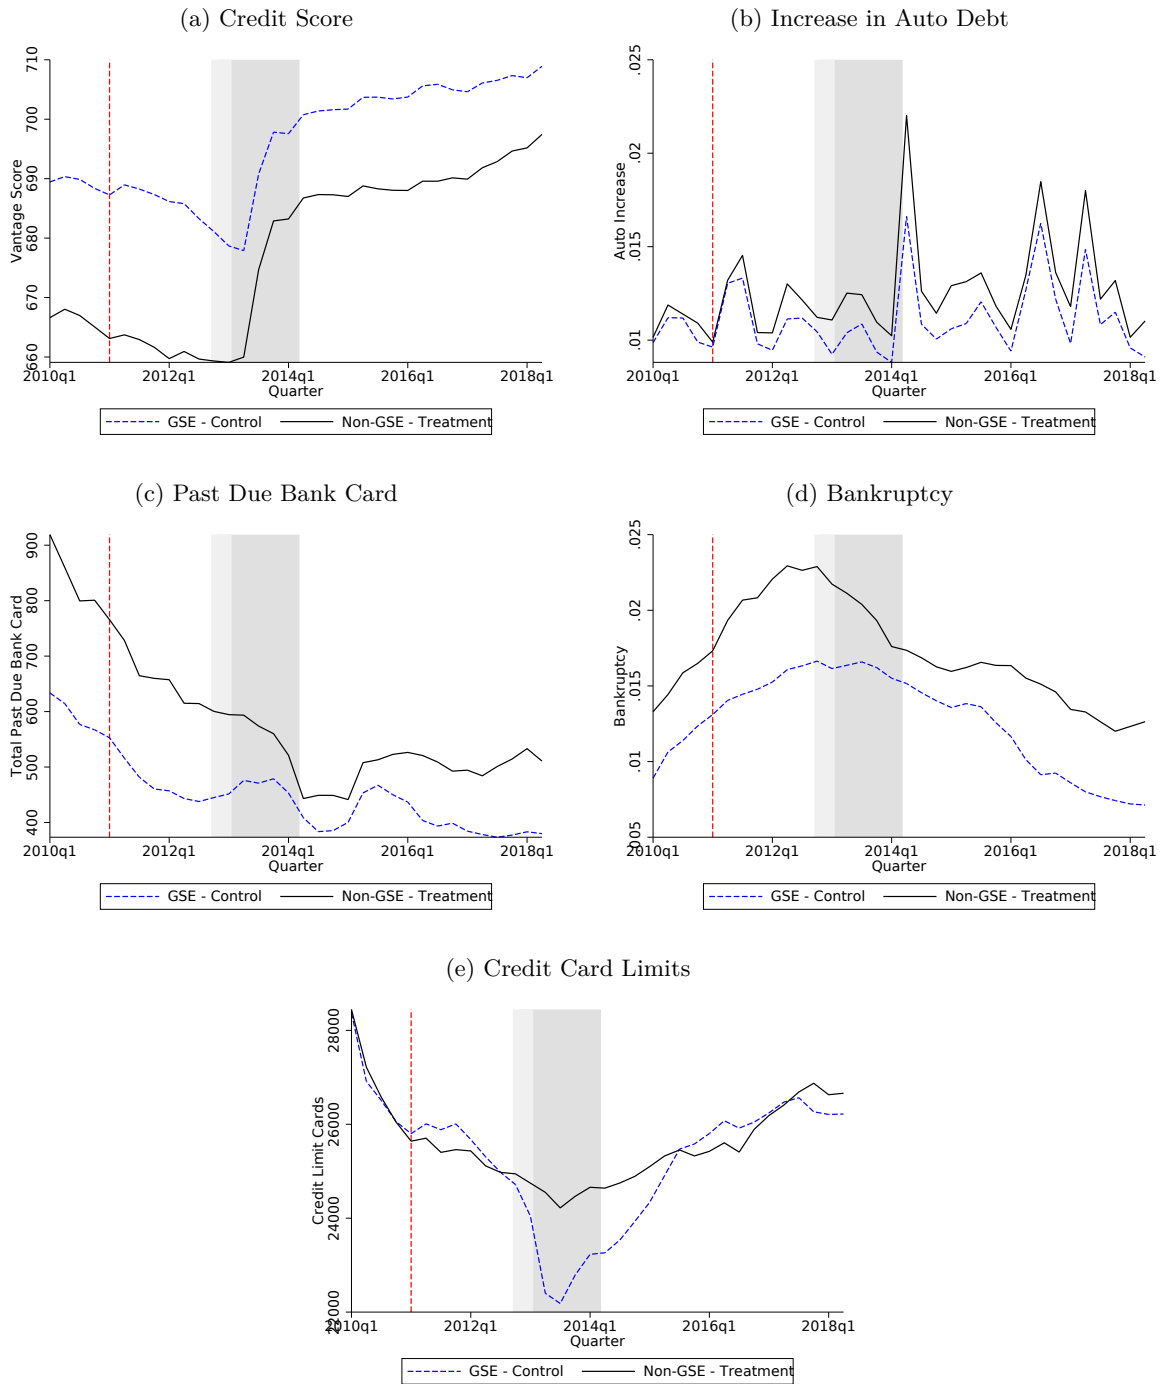 (a) Credit Score
Vantage Score
710
700
690
680
670
660
2010q1 2012q1 2014q1 2016q1 2018q1
Quarter
GSE - Control Non-GSE - Treatment
(b) Increase in Auto Debt
Auto Increase
.025
.02
.015
.01
2010q1 2012q1 2014q1 2016q1 2018q1
Quarter
GSE - Control Non-GSE - Treatment
(c) Past Due Bank Card
Total Past Due Bank Card
900
800
700
600
500
400
2010q1 2012q1 2014q1 2016q1 2018q1
Quarter
GSE - Control Non-GSE - Treatment
(d) Bankruptcy
Bankruptcy
.025
.02
.015
.01
.005
2010q1 2012q1 2014q1 2016q1 2018q1
Quarter
GSE - Control Non-GSE - Treatment
(e) Credit Card Limits
Credit Limit Cards
28000
26000
24000
22000
2010q1 2012q1 2014q1 2016q1 2018q1
Quarter
GSE - Control Non-GSE - Treatment